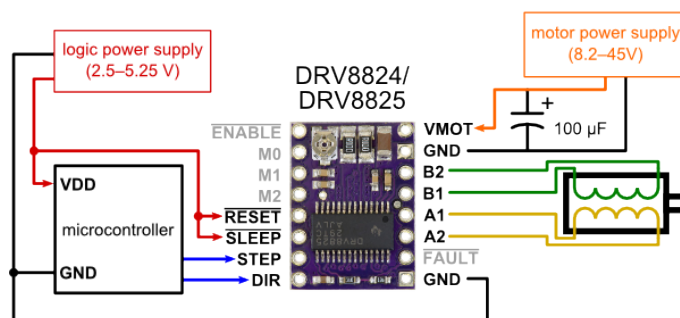 logic power supply
(2.5–5.25 V)
motor power supply
(8.2–45V)
DRV8824/
DRV8825
+
100 µF
ENABLE
M0
M1
M2
RESET
SLEEP
STEP
DIR
VMOT
GND
B2
B1
A1
A2
FAULT
GND
VDD
microcontroller
GND
DRV8825